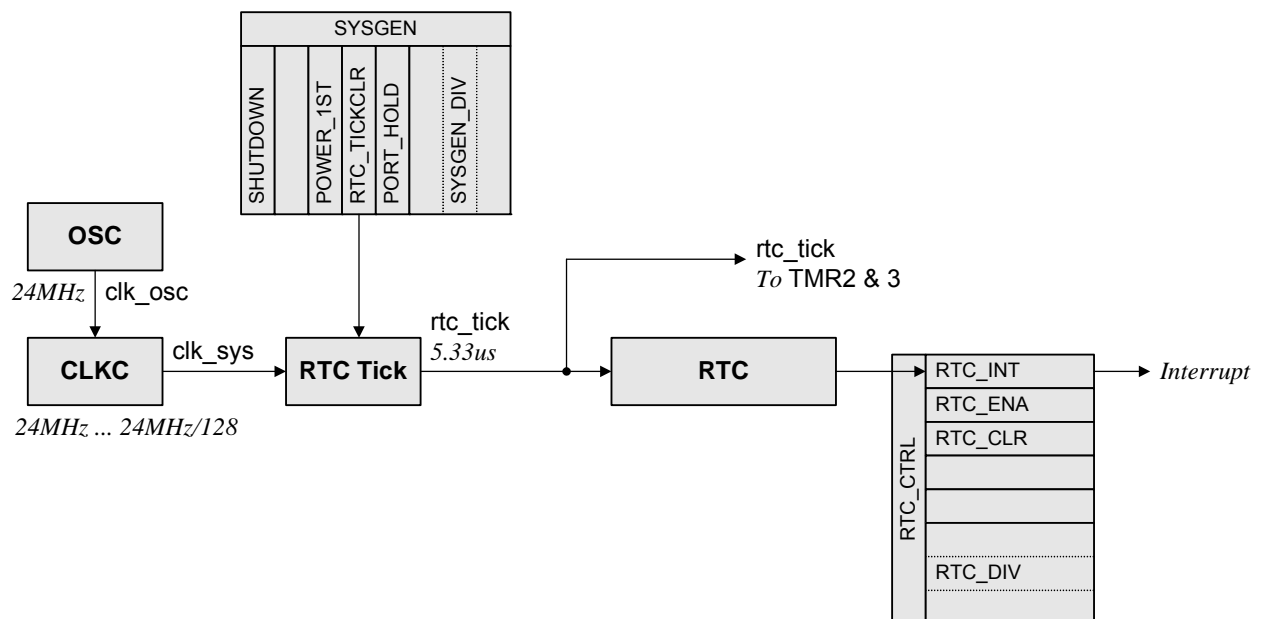 SYSGEN
SHUTDOWN
POWER_1ST
RTC_TICKCLR
PORT_HOLD
SYSGEN_DIV
OSC
24MHz clk_osc
rtc_tick
To TMR2 & 3
CLKC
clk_sys
RTC Tick
rtc_tick
5.33us
RTC
24MHz ... 24MHz/128
RTC_CTRL
RTC_INT
RTC_ENA
RTC_CLR
RTC_DIV
Interrupt